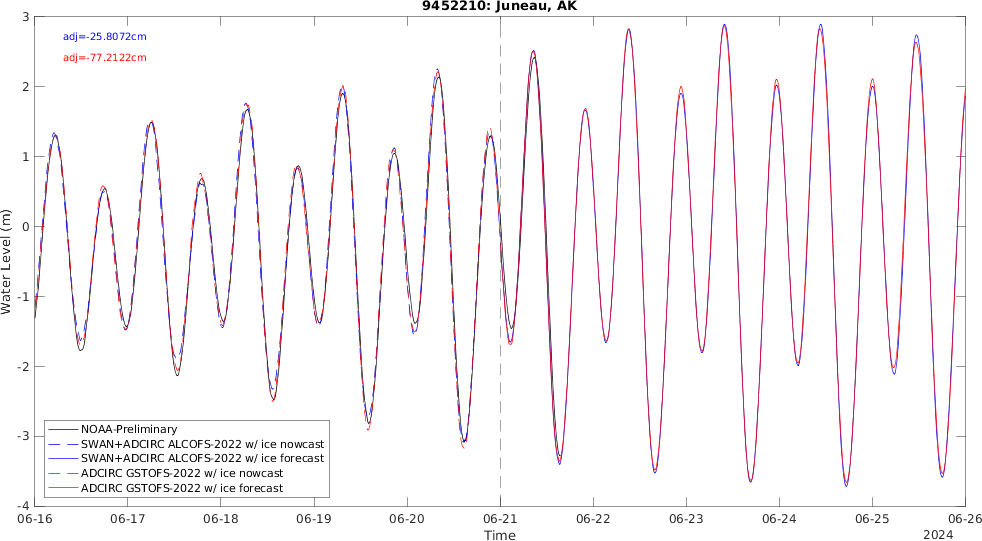 9452210: Juneau, AK
adj=-25.8072cm
adj=-77.2122cm
3
2
1
0
-1
-2
-3
-4
Water Level (m)
NOAA-Preliminary
SWAN+ADCIRC ALCOFS-2022 w/ ice nowcast
SWAN+ADCIRC ALCOFS-2022 w/ ice forecast
ADCIRC GSTOFS-2022 w/ ice nowcast
ADCIRC GSTOFS-2022 w/ ice forecast
06-16 06-17 06-18 06-19 06-20 06-21 06-22 06-23 06-24 06-25 06-26
Time
2024